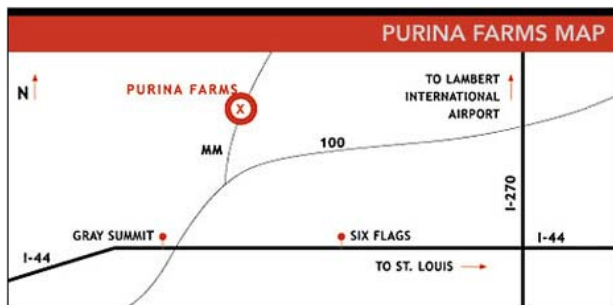 PURINA FARMS MAP
N
PURINA FARMS
X
TO LAMBERT
INTERNATIONAL
AIRPORT
MM
100
I-270
GRAY SUMMIT
SIX FLAGS
I-44
I-44
TO ST. LOUIS